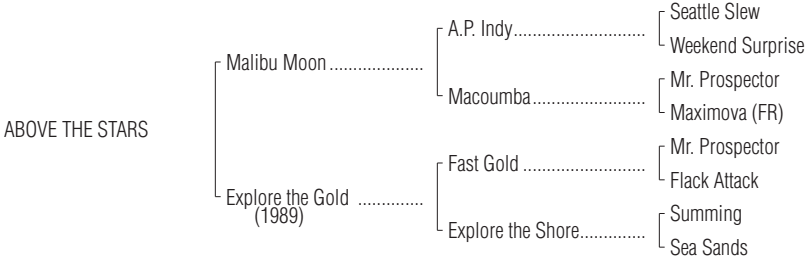 Seattle Slew
A.P. Indy..............................
Weekend Surprise
Malibu Moon .....................
Mr. Prospector
Macoumba..........................
Maximova (FR)
ABOVE THE STARS
Mr. Prospector
Fast Gold ............................
Flack Attack
Explore the Gold ...............
(1989)
Summing
Explore the Shore...............
Sea Sands